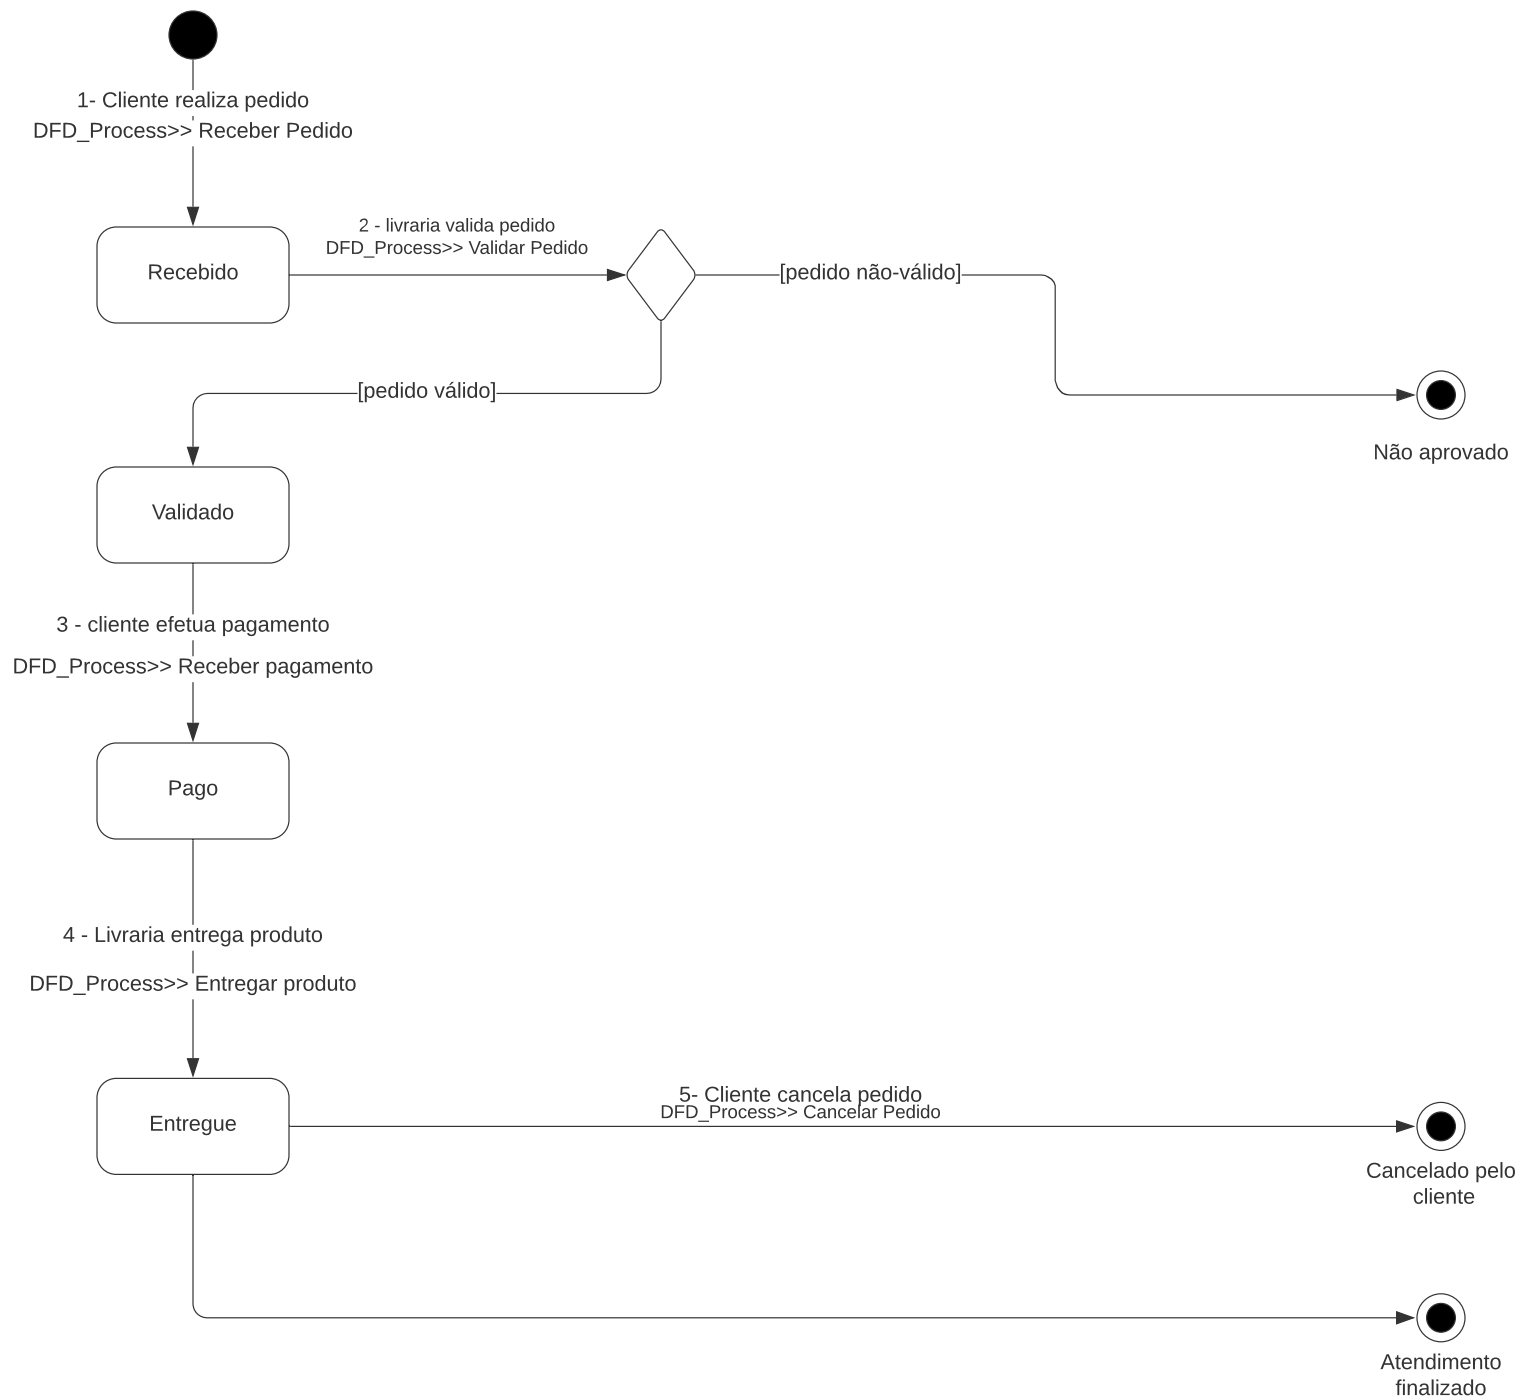 1- Cliente realiza pedido
DFD_Process>> Receber Pedido
2 - livraria valida pedido
DFD_Process>> Validar Pedido
Recebido
[pedido não-válido]
[pedido válido]
Não aprovado
Validado
3 - cliente efetua pagamento
DFD_Process>> Receber pagamento
Pago
4 - Livraria entrega produto
DFD_Process>> Entregar produto
5- Cliente cancela pedido
DFD_Process>> Cancelar Pedido
Entregue
Cancelado pelo
cliente
Atendimento
finalizado